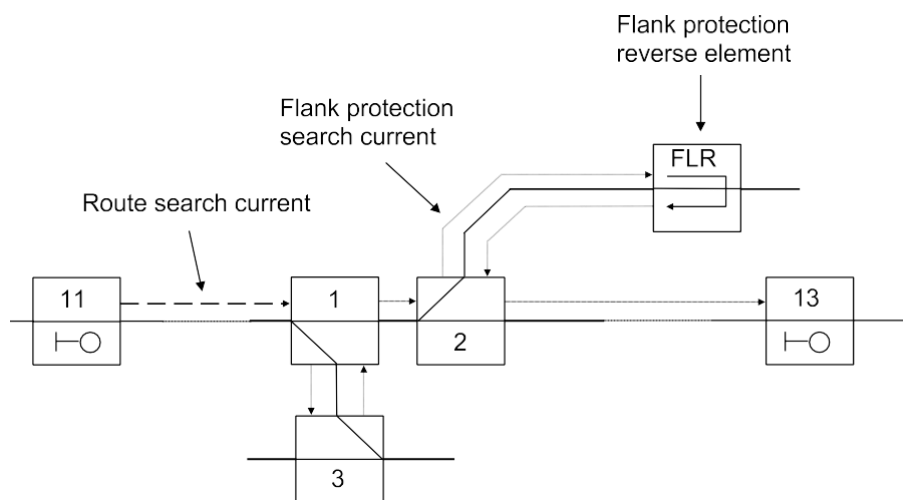 Flank protection
reverse element
Flank protection
search current
FLR
Route search current
11
1
2
13
3